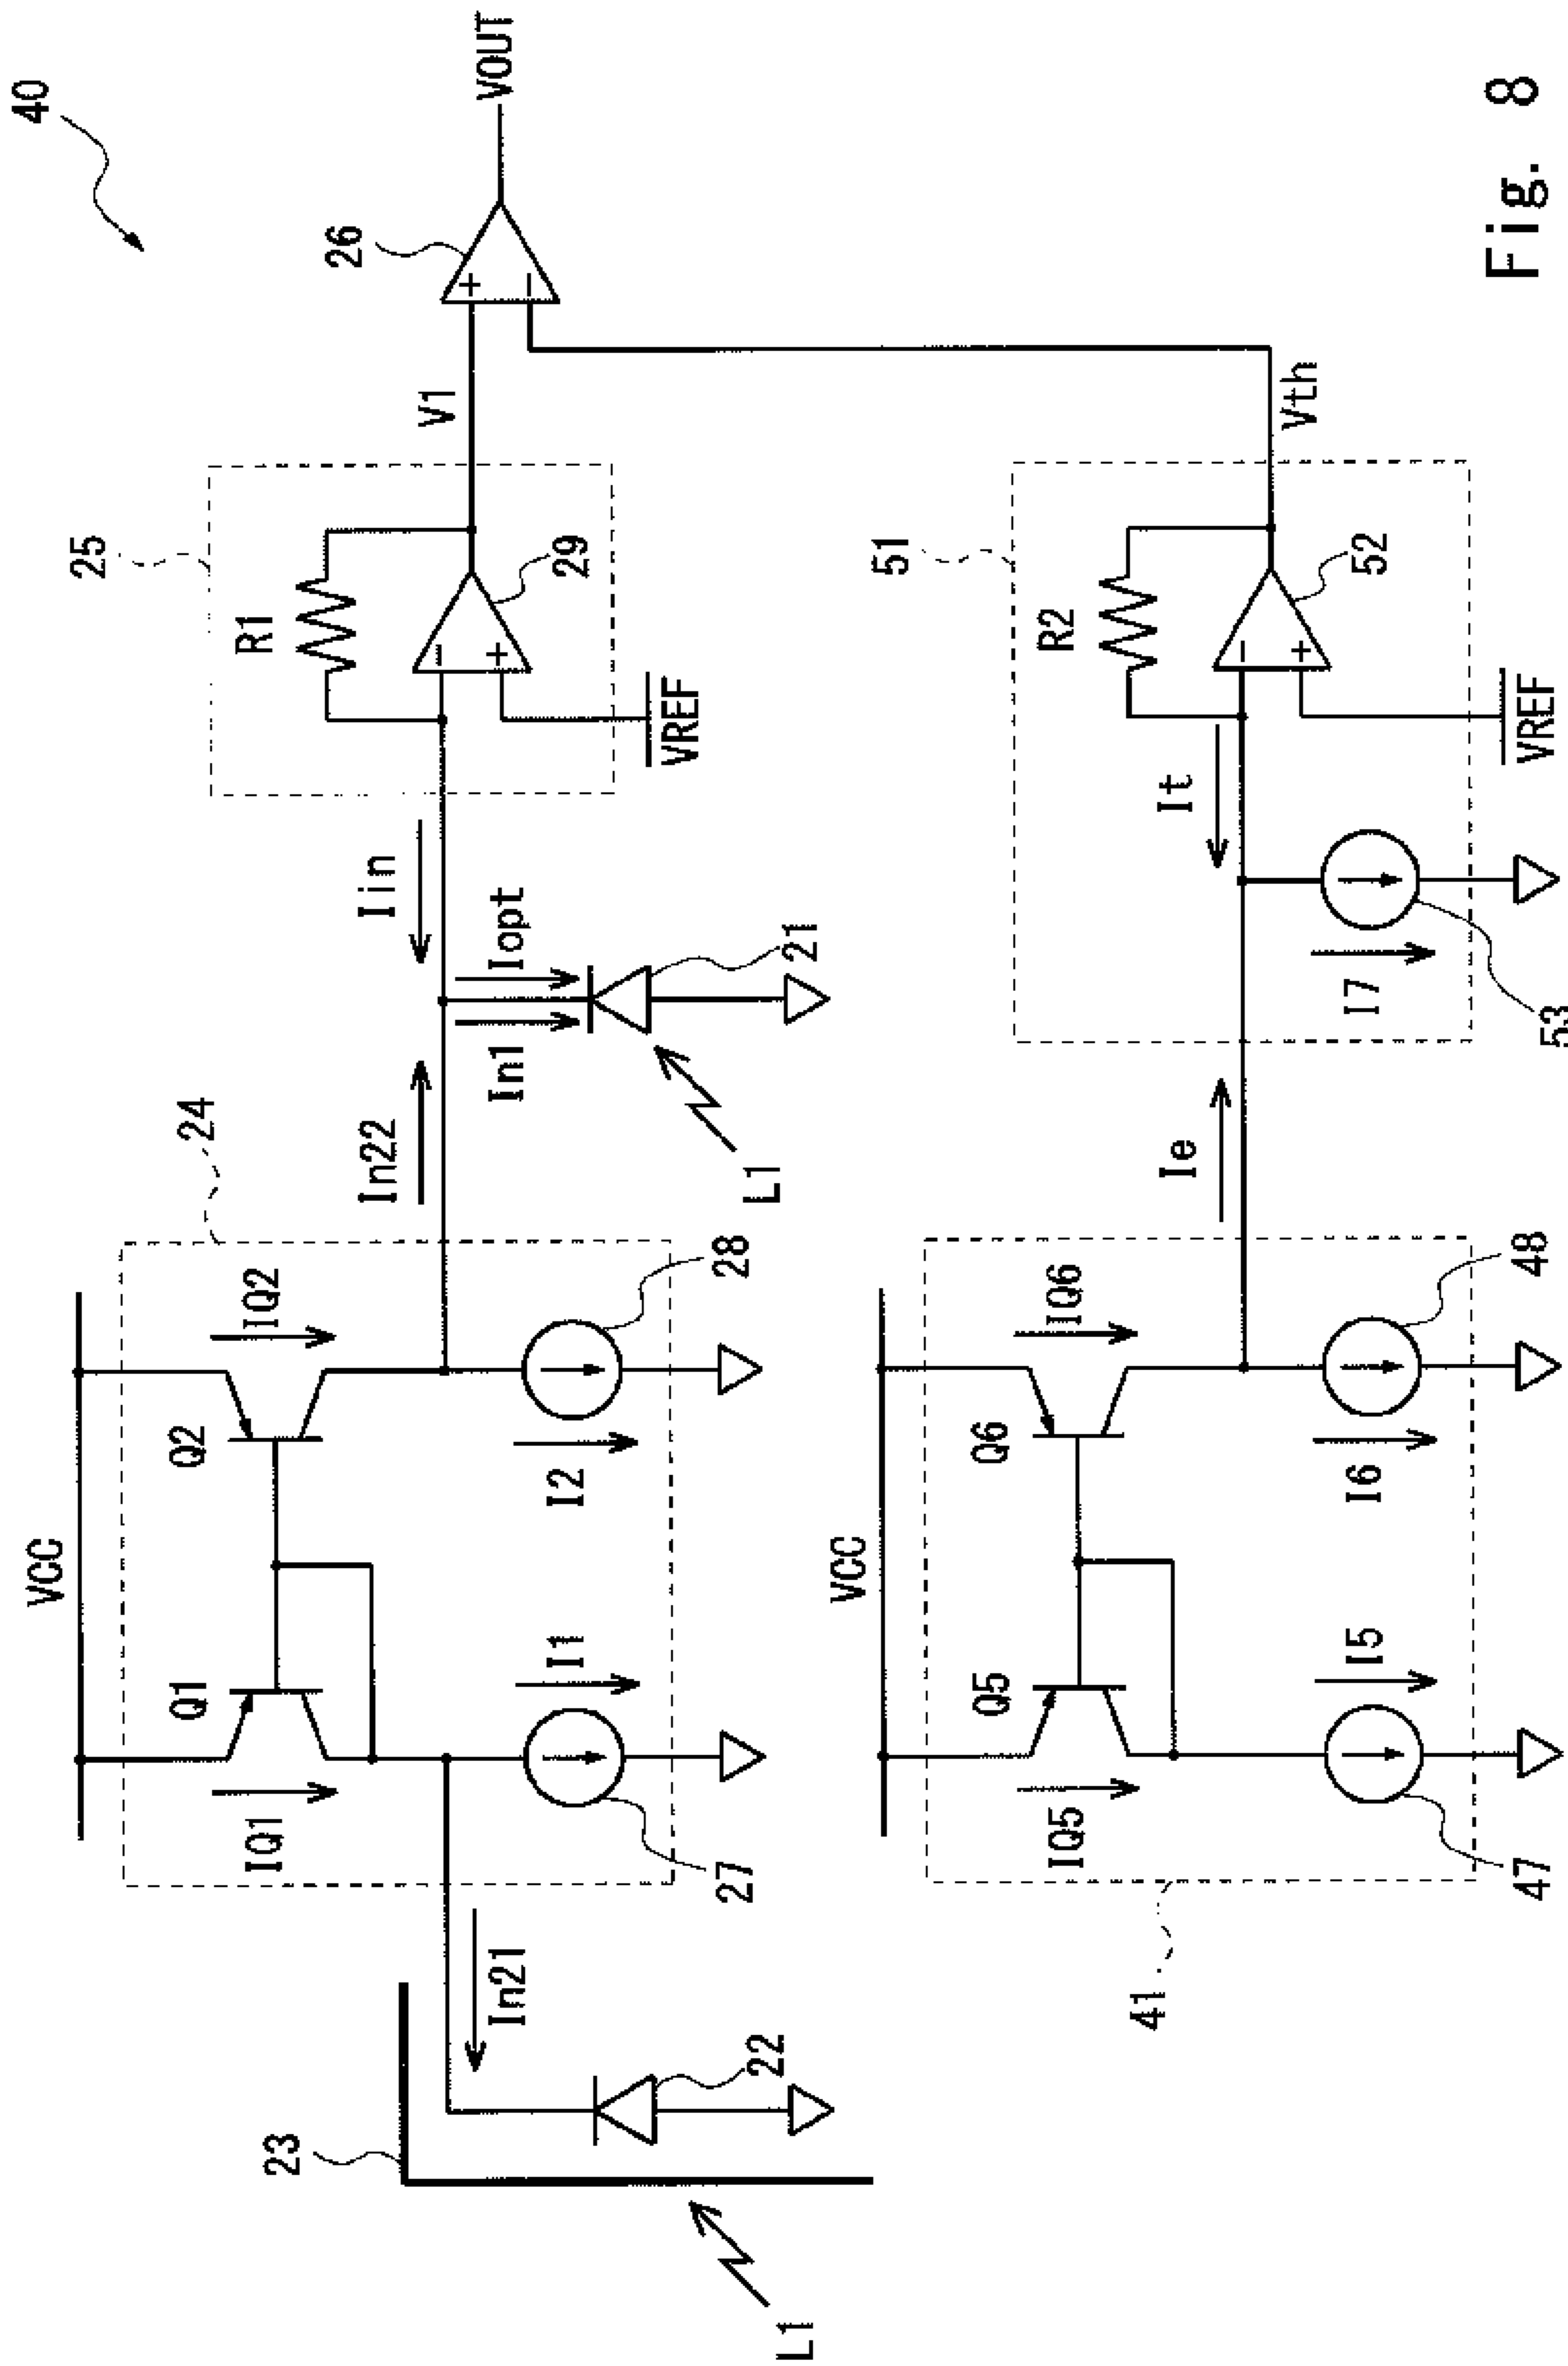 40
VCC
24
Q1
Q2
IQ1
IQ2
I1
I2
27
28
In21
In22
23
22
L1
Iin
In1
Iopt
21
L1
25
R1
29
VREF
V1
26
VOUT
VCC
41
Q5
Q6
IQ5
IQ6
I5
I6
47
48
Ie
51
It
I7
53
R2
52
VREF
Vth
Fig. 8